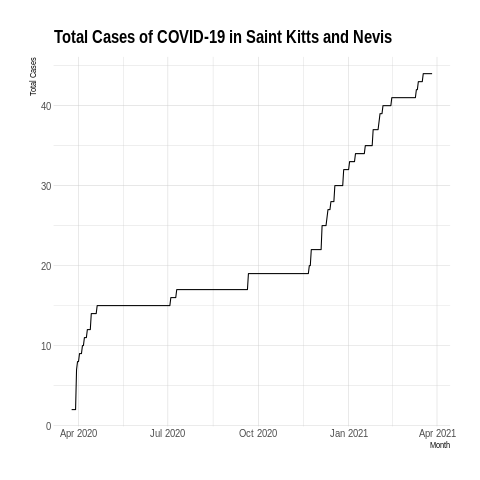 Total Cases of COVID-19 in Saint Kitts and Nevis
Total Cases
40
30
20
10
0
Apr 2020 Jul 2020 Oct 2020 Jan 2021 Apr 2021
Month